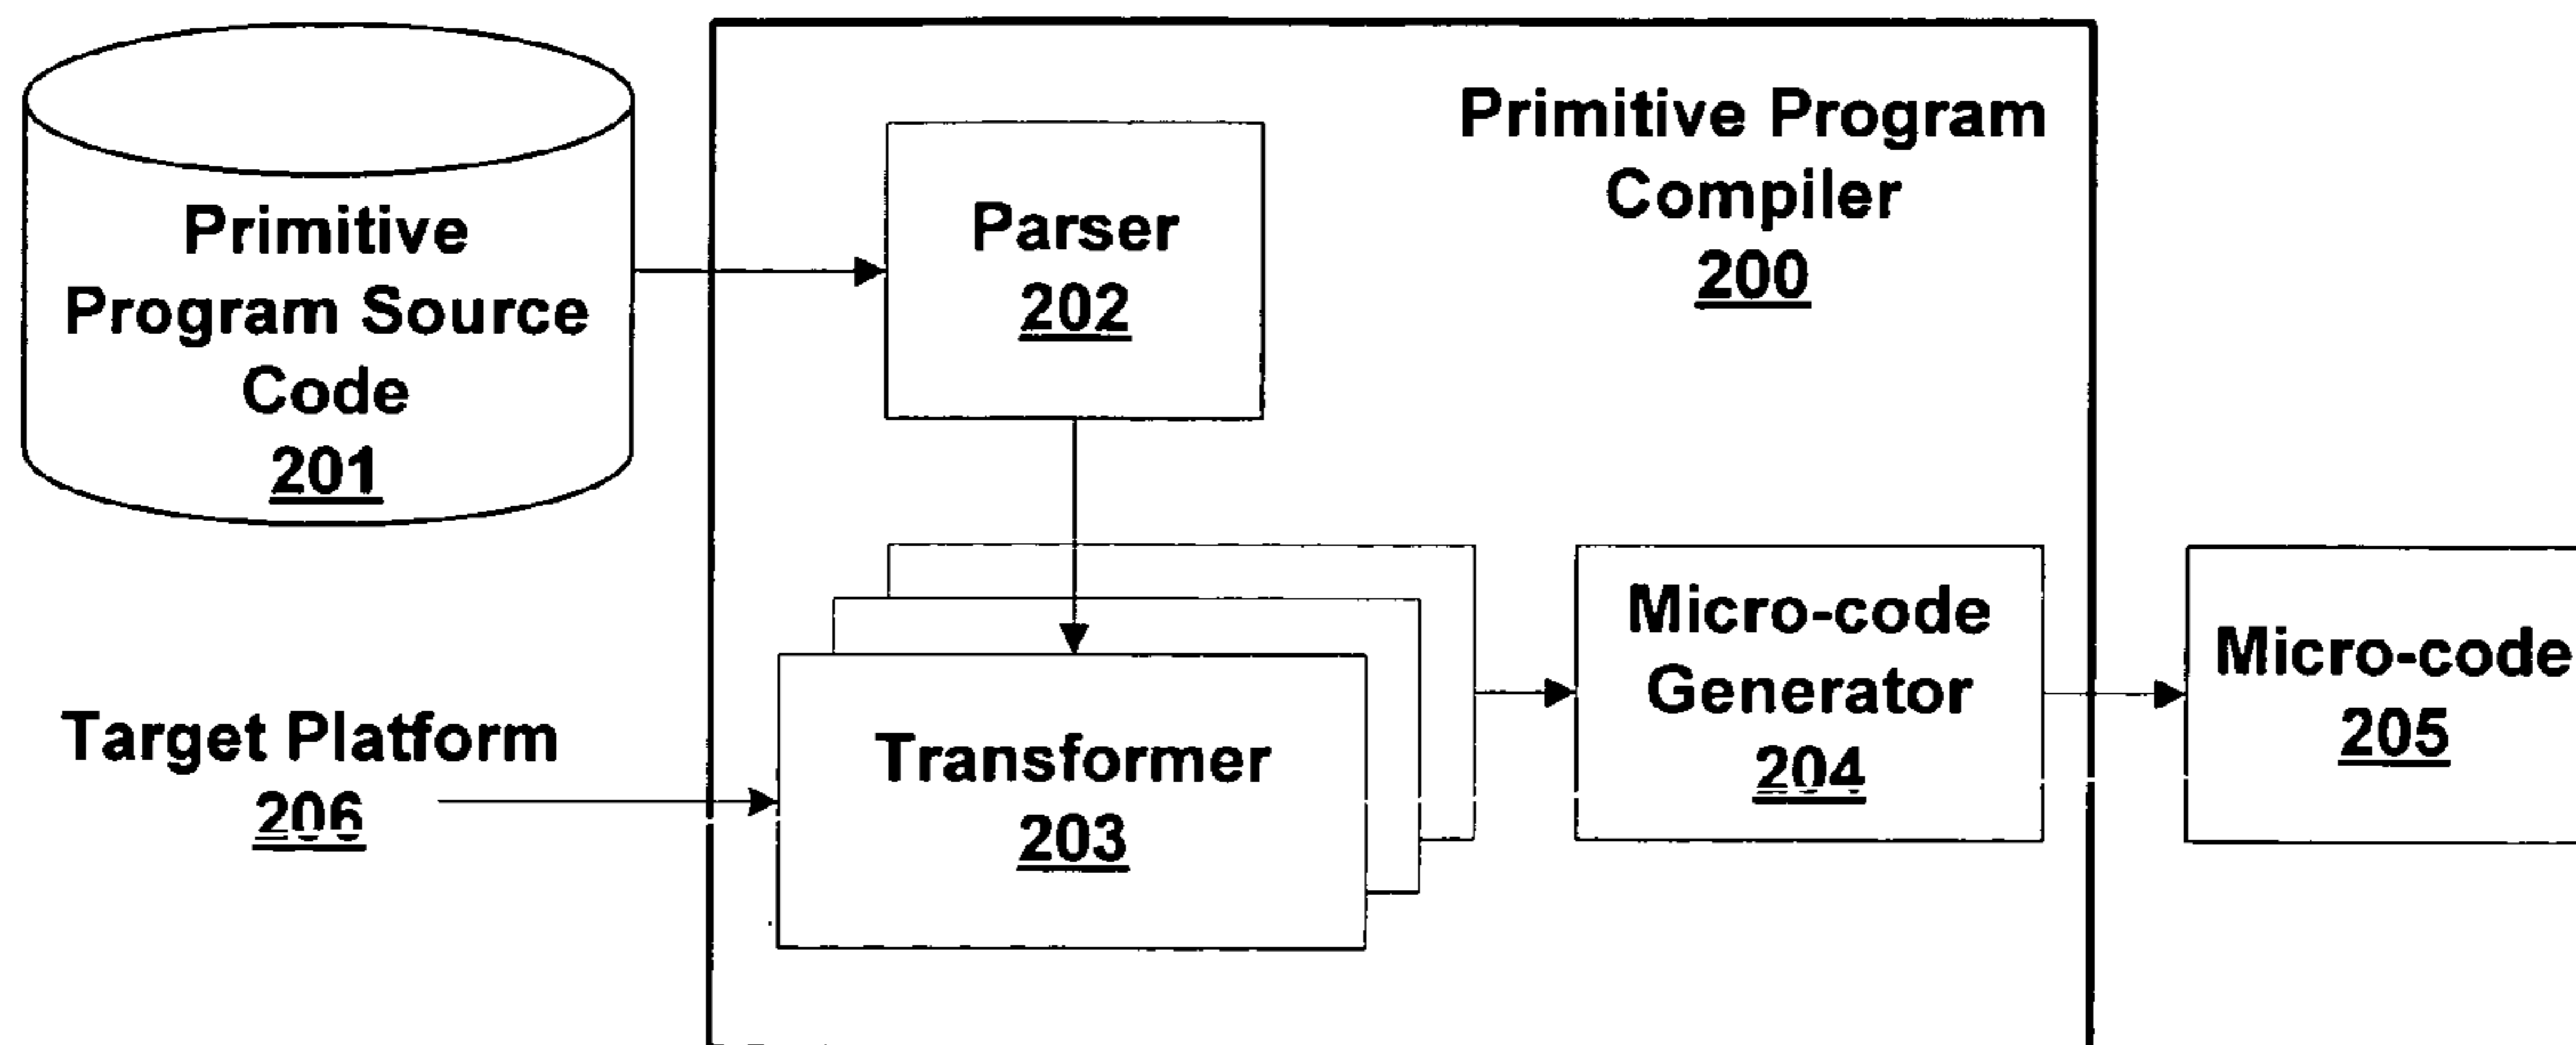 Primitive
Program Source
Code
201
Parser
202
Primitive Program
Compiler
200
Target Platform
206
Transformer
203
Micro-code
Generator
204
Micro-code
205